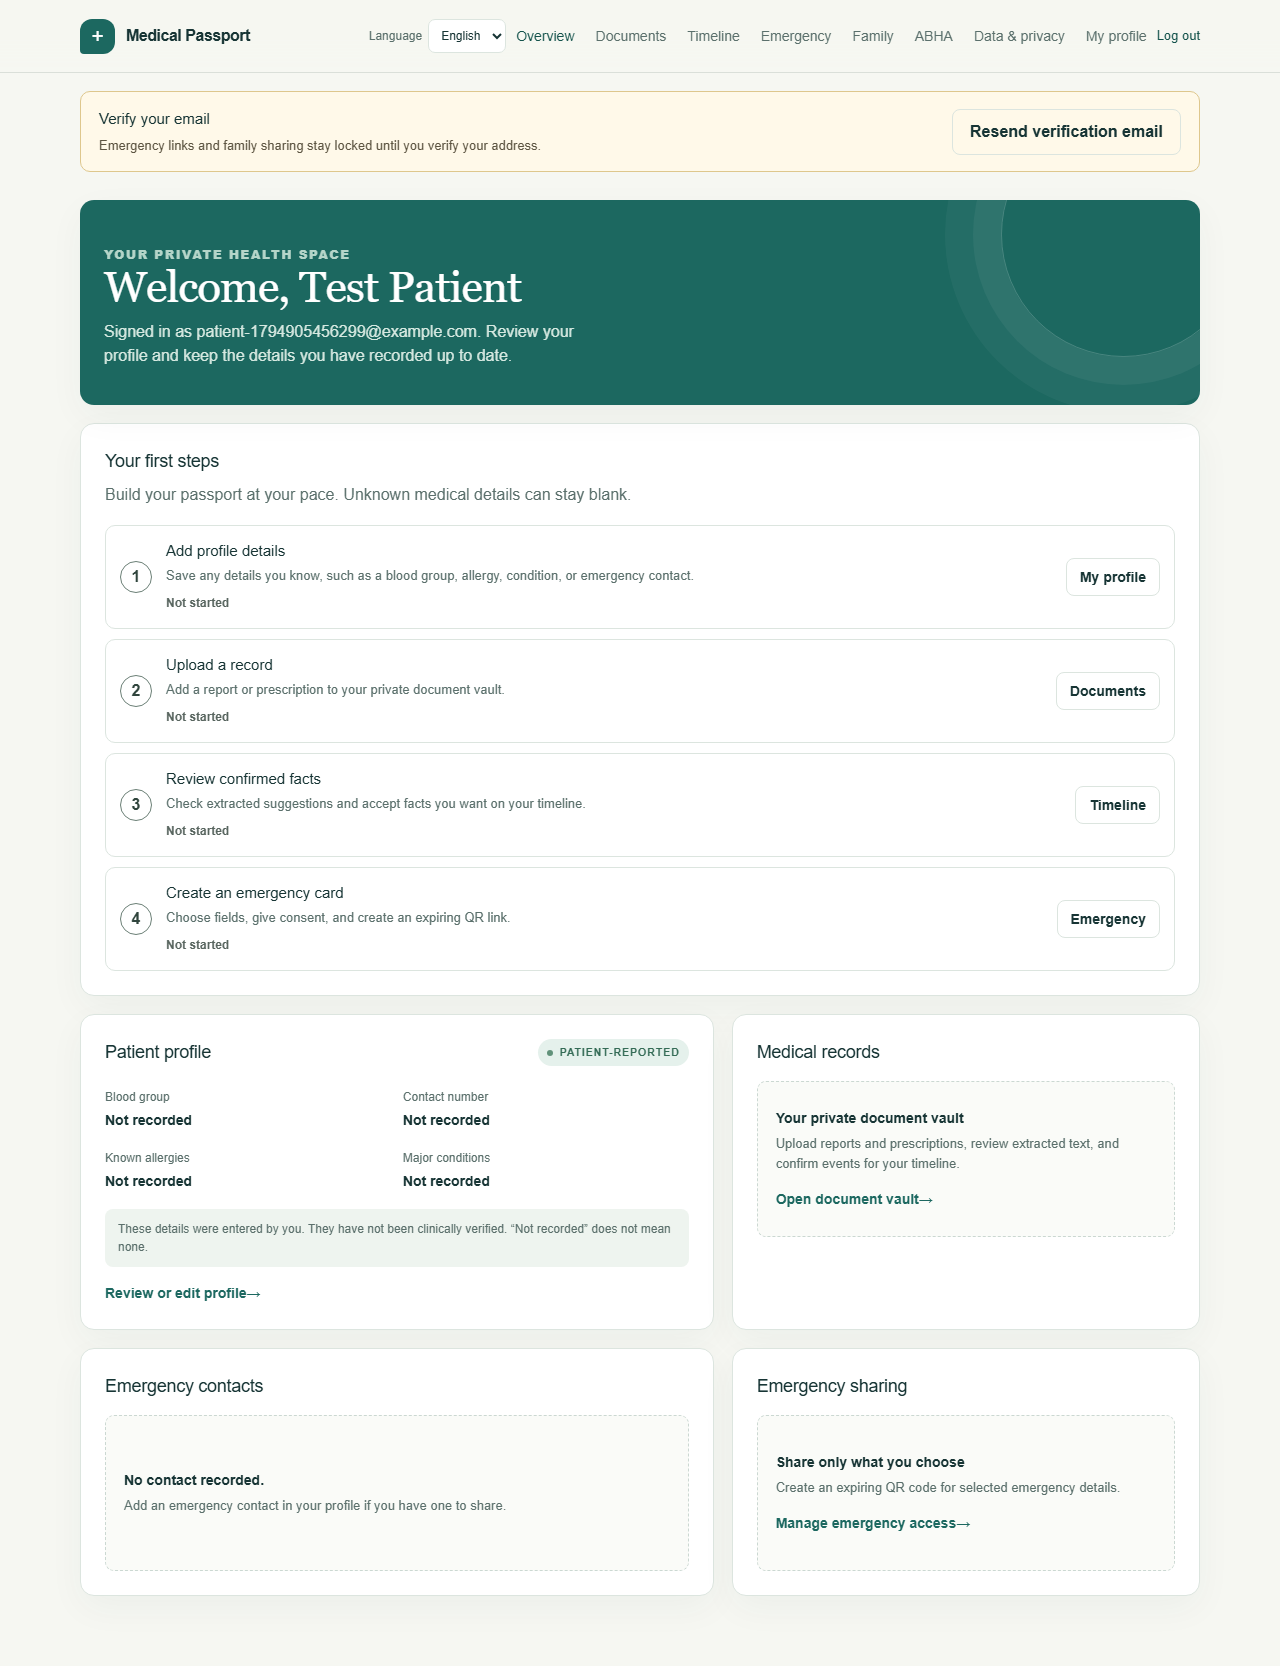 + Medical Passport
Language English Overview Documents Timeline Emergency Family ABHA Data & privacy My profile Log out
Verify your email
Emergency links and family sharing stay locked until you verify your address.
Resend verification email
YOUR PRIVATE HEALTH SPACE
Welcome, Test Patient
Signed in as patient-1794905456299@example.com. Review your
profile and keep the details you have recorded up to date.
Your first steps
Build your passport at your pace. Unknown medical details can stay blank.
1
Add profile details
Save any details you know, such as a blood group, allergy, condition, or emergency contact.
Not started
My profile
2
Upload a record
Add a report or prescription to your private document vault.
Not started
Documents
3
Review confirmed facts
Check extracted suggestions and accept facts you want on your timeline.
Not started
Timeline
4
Create an emergency card
Choose fields, give consent, and create an expiring QR link.
Not started
Emergency
Patient profile
PATIENT-REPORTED
Blood group
Not recorded
Contact number
Not recorded
Known allergies
Not recorded
Major conditions
Not recorded
These details were entered by you. They have not been clinically verified. “Not recorded” does not mean
none.
Review or edit profile→
Medical records
Your private document vault
Upload reports and prescriptions, review extracted text, and
confirm events for your timeline.
Open document vault→
Emergency contacts
No contact recorded.
Add an emergency contact in your profile if you have one to share.
Emergency sharing
Share only what you choose
Create an expiring QR code for selected emergency details.
Manage emergency access→